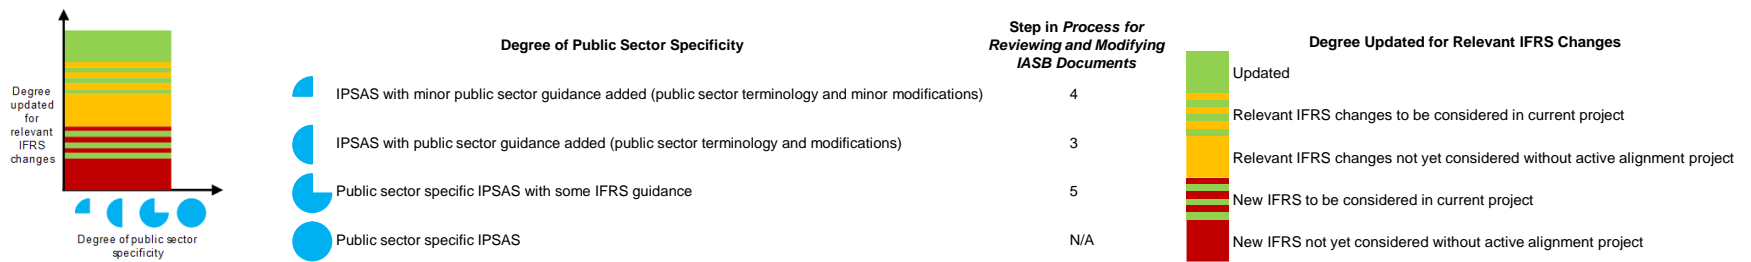 Degree
updated
for
relevant
IFRS
changes
Degree of public sector
specificity
Degree of Public Sector Specificity
Step in Process for
Reviewing and Modifying
IASB Documents
IPSAS with minor public sector guidance added (public sector terminology and minor modifications)
4
IPSAS with public sector guidance added (public sector terminology and modifications)
3
Public sector specific IPSAS with some IFRS guidance
5
Public sector specific IPSAS
N/A
Degree Updated for Relevant IFRS Changes
Updated
Relevant IFRS changes to be considered in current project
Relevant IFRS changes not yet considered without active alignment project
New IFRS to be considered in current project
New IFRS not yet considered without active alignment project